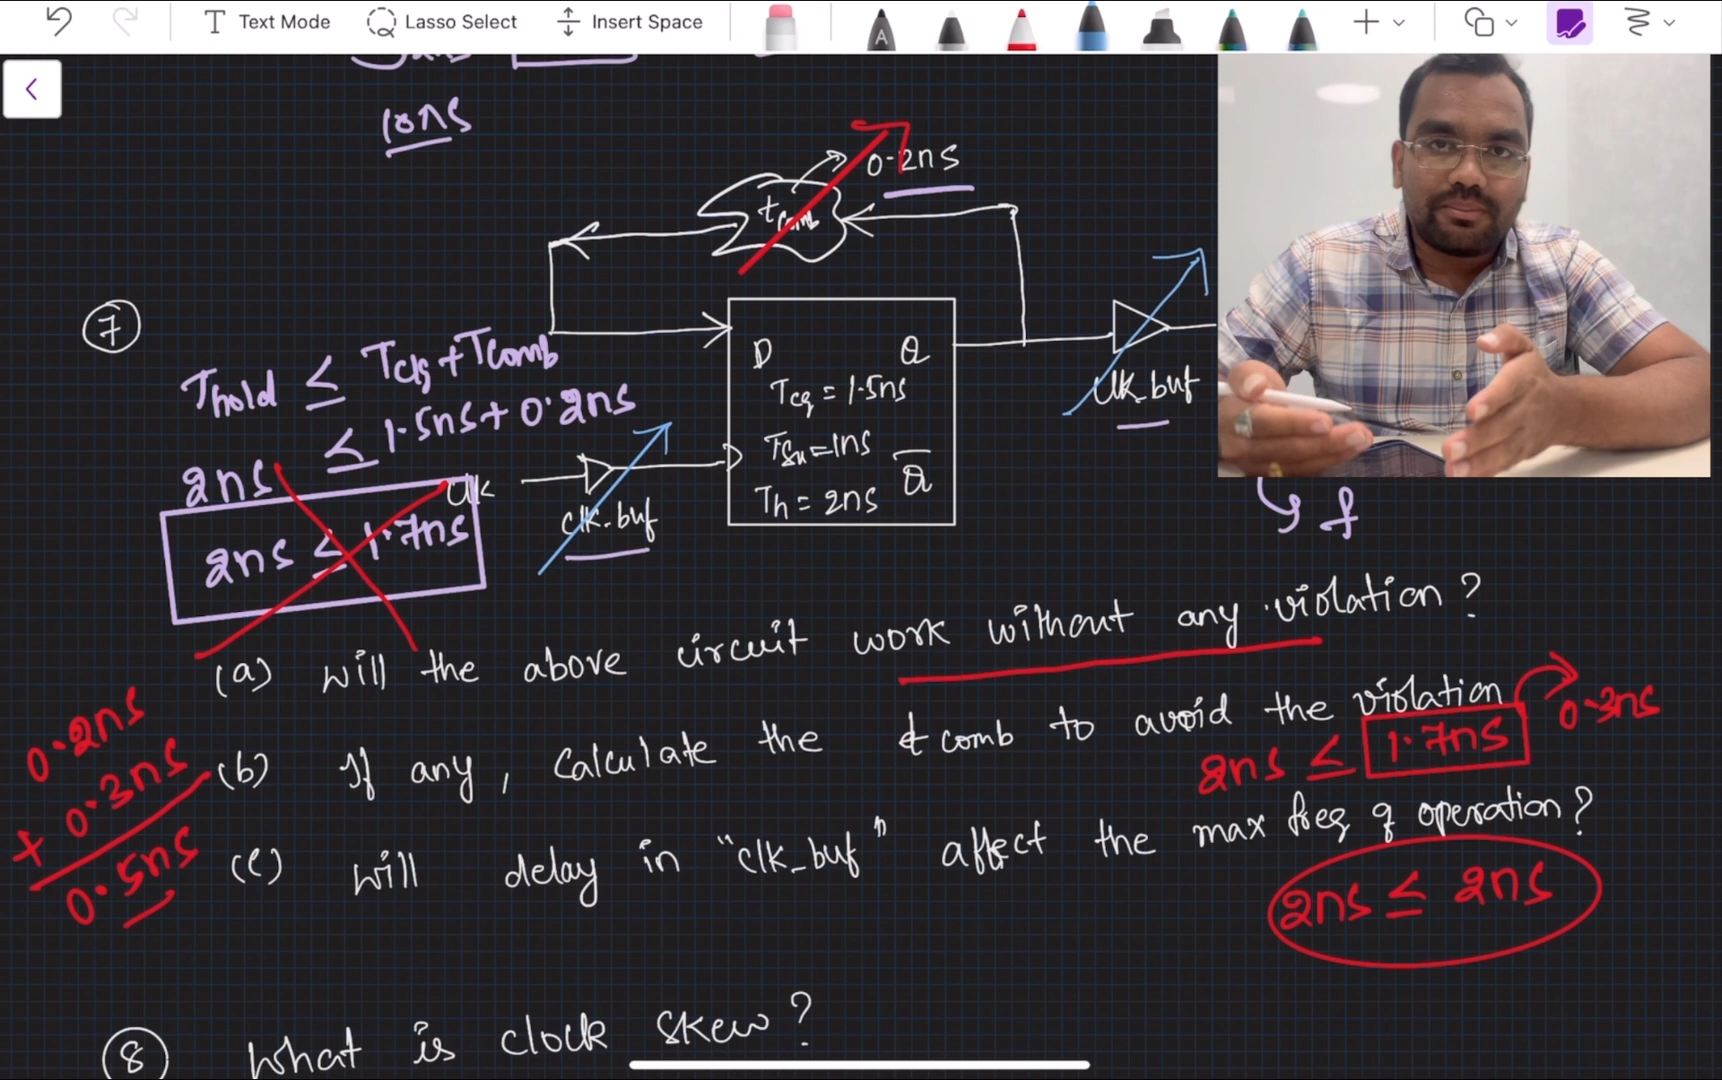 Text Mode
Lasso Select
Insert Space
A
10ns
0.2ns
tcomb
7
Thold ≤ Tcq + Tcomb
2ns ≤ 1.5ns + 0.2ns
2ns ≤ 1.7ns
D Q
Tcq = 1.5ns
Tsu = 1ns
Th = 2ns Q
Clk
clk_buf
clk_buf
f
(a) Will the above circuit work without any violation?
(b) If any, calculate the t comb to avoid the violation
0.3ns
2ns ≤ 1.7ns
(c) Will delay in "clk_buf" affect the max freq of operation?
2ns ≤ 2ns
0.2ns
+ 0.3ns
0.5ns
8 What is clock skew?